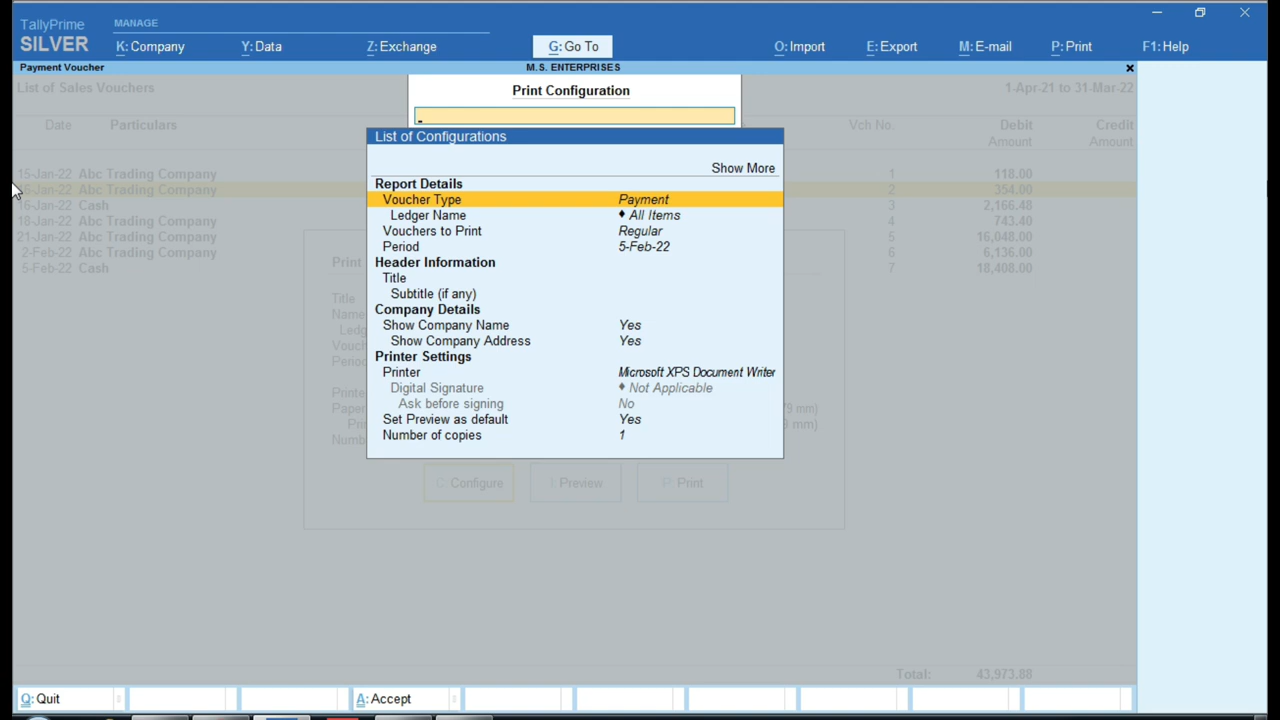 TallyPrime
SILVER
MANAGE
K: Company
Y: Data
Z: Exchange
G: Go To
O: Import
E: Export
M: E-mail
P: Print
F1: Help
Payment Voucher
M.S. ENTERPRISES
List of Sales Vouchers
1-Apr-21 to 31-Mar-22
Print Configuration
Date Particulars Vch No. Debit Credit
Amount Amount
List of Configurations
Show More
Report Details
Voucher Type Payment
Ledger Name ♦ All Items
Vouchers to Print Regular
Period 5-Feb-22
Header Information
Title
Subtitle (if any)
Company Details
Show Company Name Yes
Show Company Address Yes
Printer Settings
Printer Microsoft XPS Document Writer
Digital Signature ♦ Not Applicable
Ask before signing No
Set Preview as default Yes
Number of copies 1
15-Jan-22 Abc Trading Company 1 118.00
Abc Trading Company 2 354.00
16-Jan-22 Cash 3 2,166.48
18-Jan-22 Abc Trading Company 4 743.40
21-Jan-22 Abc Trading Company 5 16,048.00
2-Feb-22 Abc Trading Company 6 6,136.00
5-Feb-22 Cash 7 18,408.00
Print
Title
C: Configure
I: Preview
P: Print
Total: 43,973.88
Q: Quit
A: Accept